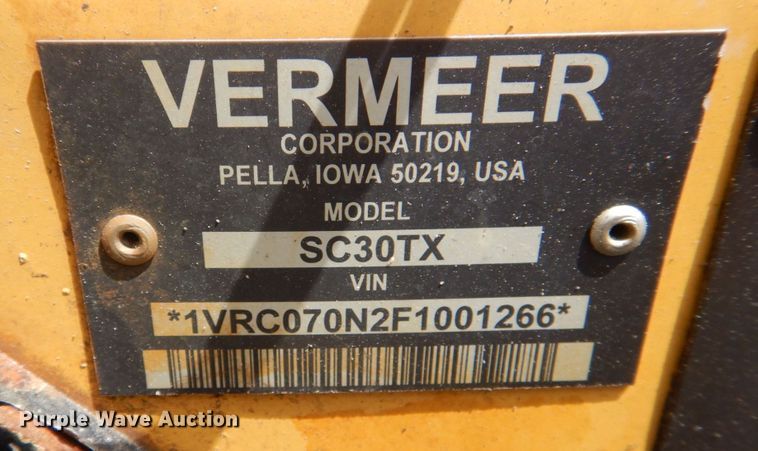 VERMEER
CORPORATION
PELLA, IOWA 50219, USA
MODEL
SC30TX
VIN
*1VRC070N2F1001266*
Purple Wave Auction